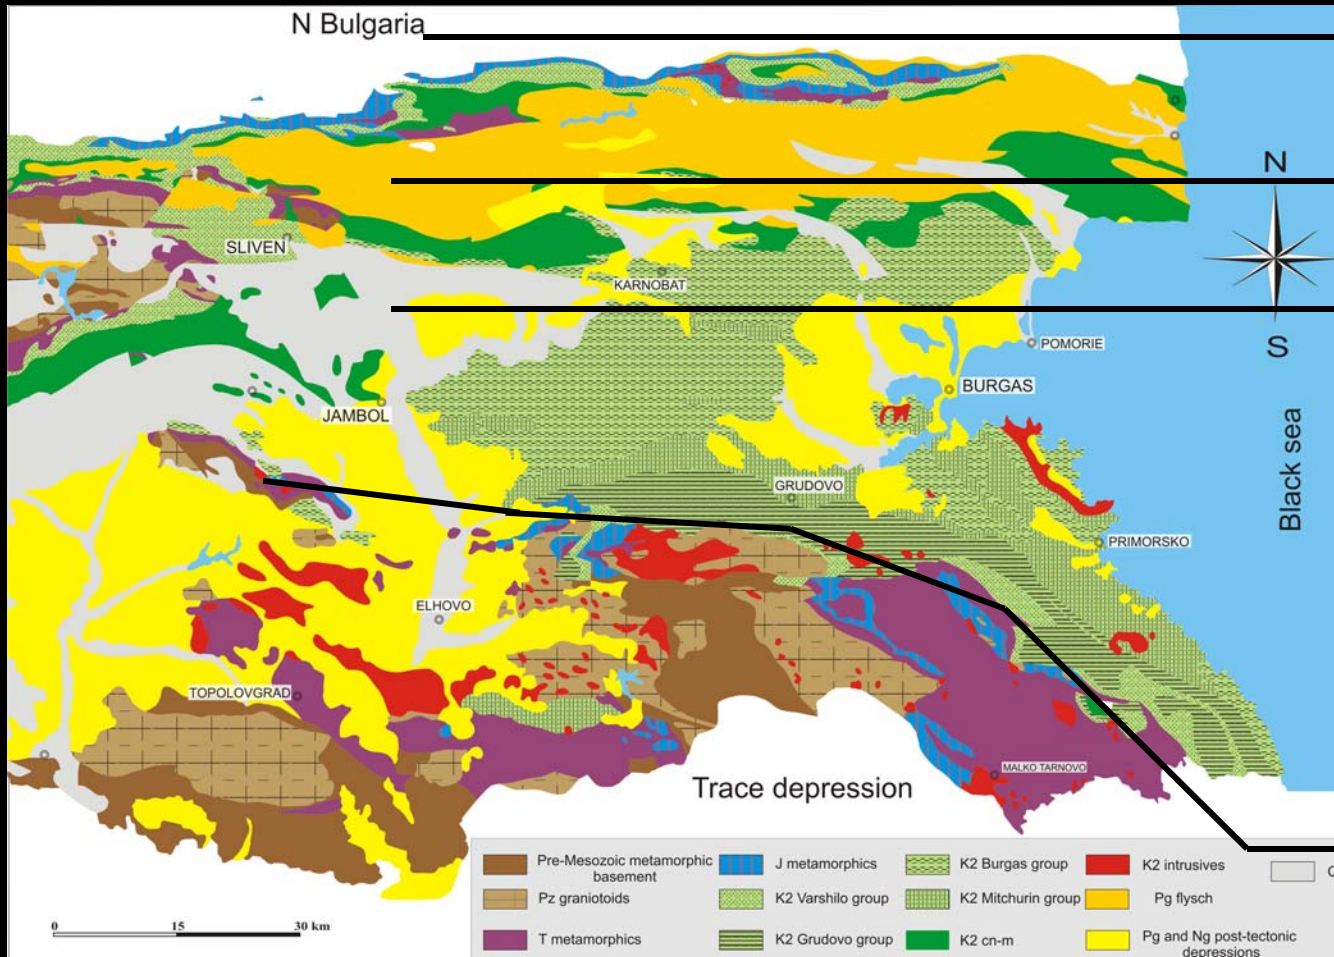 N Bulgaria
N
SLIVEN
KARNOBAT
S
POMORIE
BURGAS
JAMBOL
Black sea
GRUDOVO
PRIMORSKO
ELHOVO
TOPOLOVGRAD
MALKO TARNOVO
Trace depression
Pre-Mesozoic metamorphic
basement
J metamorphics
K2 Burgas group
K2 intrusives
Pz graniotoids
K2 Varshilo group
K2 Mitchurin group
Pg flysch
T metamorphics
K2 Grudovo group
K2 cn-m
Pg and Ng post-tectonic
depressions
0 15 30 km